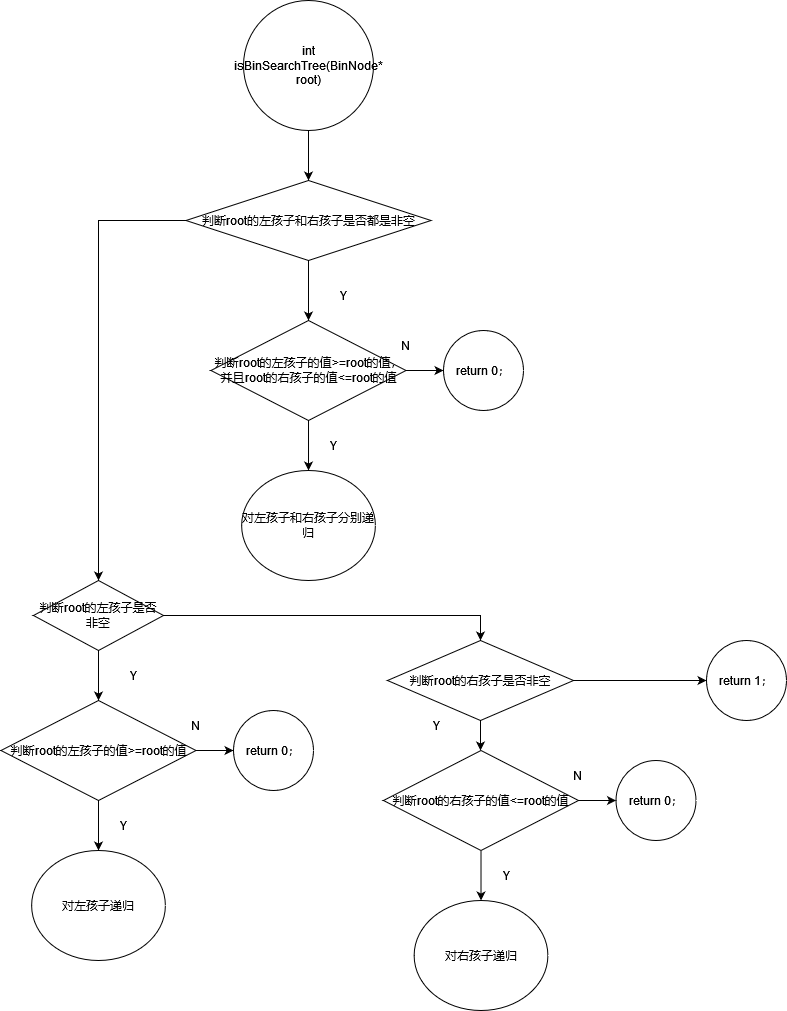 int
isBinSearchTree(BinNode*
root)
判断root的左孩子和右孩子是否都是非空
Y
判断root的左孩子的值>=root的值,
并且root的右孩子的值<=root的值
N
return 0;
Y
对左孩子和右孩子分别递
归
判断root的左孩子是否
非空
Y
判断root的左孩子的值>=root的值
N
return 0;
Y
对左孩子递归
判断root的右孩子是否非空
return 1;
Y
判断root的右孩子的值<=root的值
N
return 0;
Y
对右孩子递归